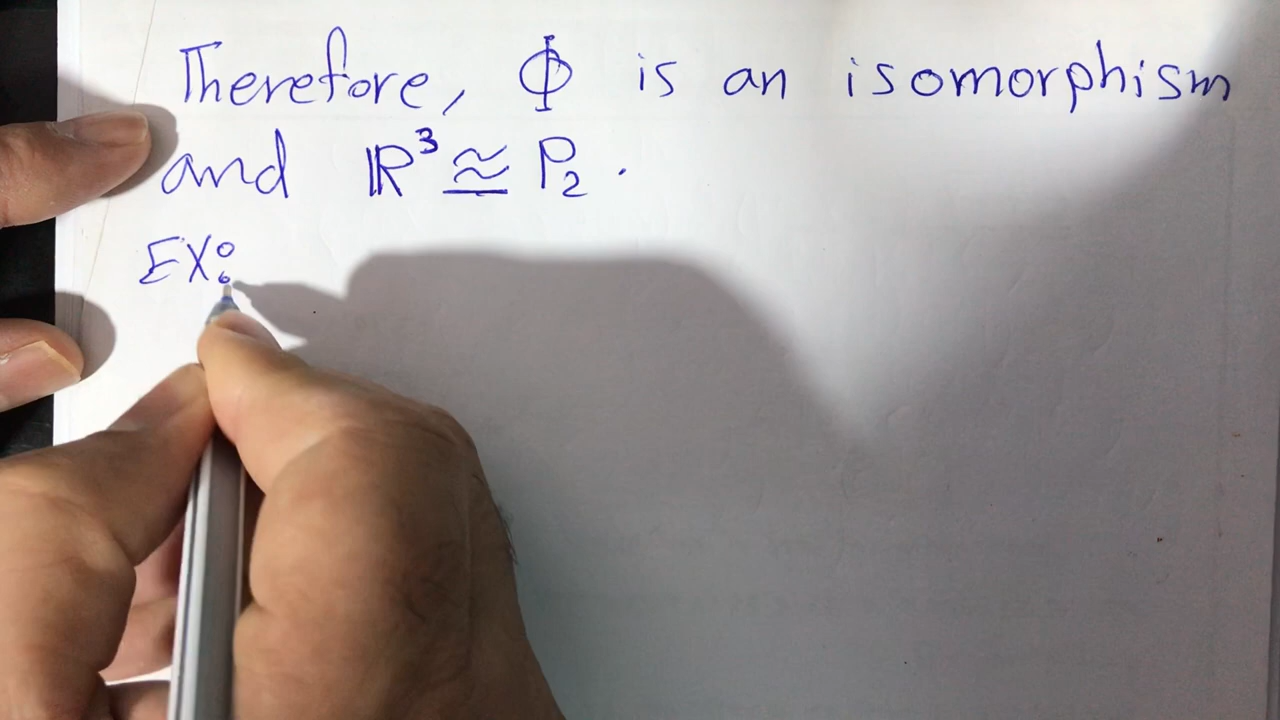 Therefore, Φ is an isomorphism
and ℝ³ ≅ P₂.
EX: